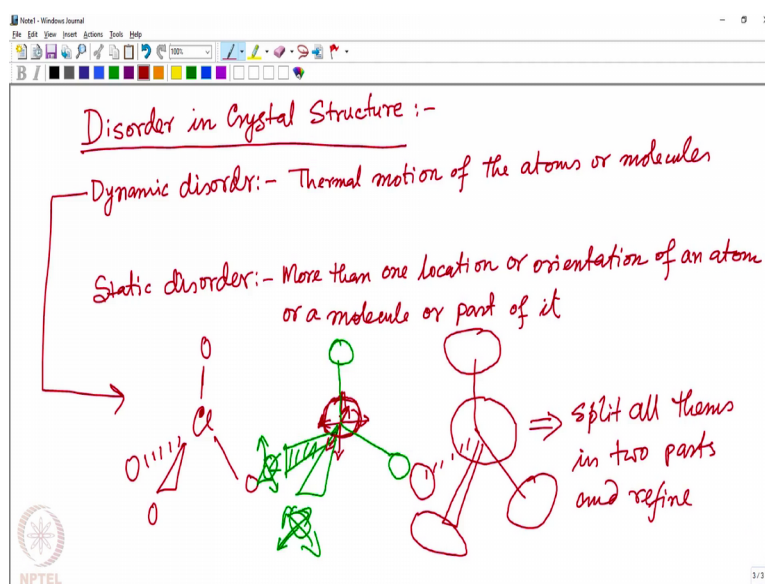 Note1 - Windows Journal
File Edit View Insert Actions Tools Help
100%
B I
Disorder in Crystal Structure :-
Dynamic disordr:- Thermal motion of the atoms or molecules
Static disorder:- More than one location or orientation of an atom
or a molecule or part of it
O
Cl
O O
O
⇒ split all thems
in two parts
and refine
NPTEL
3/3